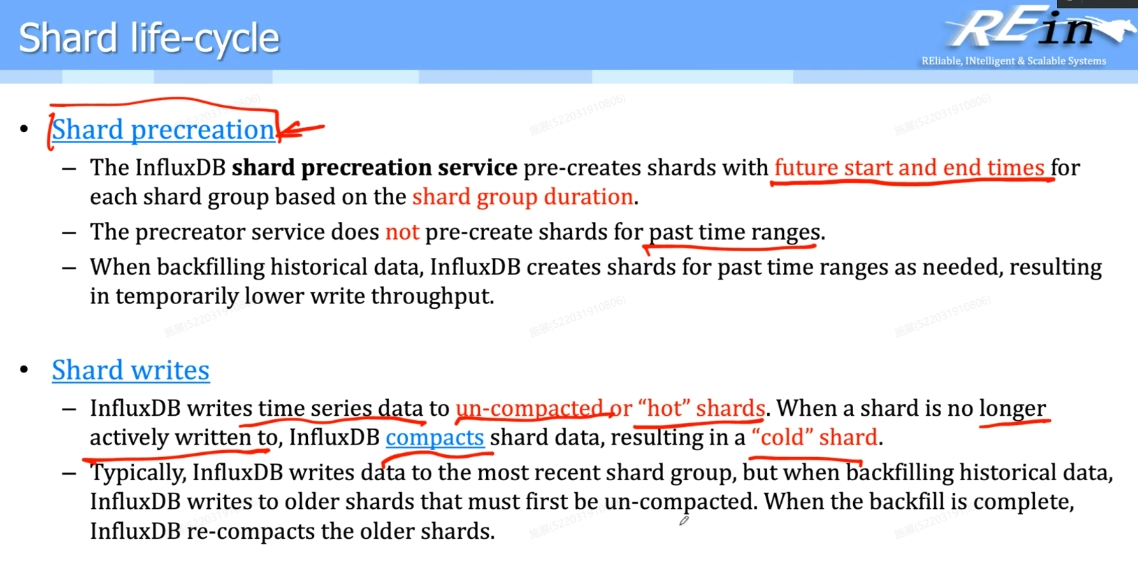 Shard life-cycle
REin
REliable, INtelligent & Scalable Systems
• Shard precreation
– The InfluxDB shard precreation service pre-creates shards with future start and end times for
each shard group based on the shard group duration.
– The precreator service does not pre-create shards for past time ranges.
– When backfilling historical data, InfluxDB creates shards for past time ranges as needed, resulting
in temporarily lower write throughput.
• Shard writes
– InfluxDB writes time series data to un-compacted or “hot” shards. When a shard is no longer
actively written to, InfluxDB compacts shard data, resulting in a “cold” shard.
– Typically, InfluxDB writes data to the most recent shard group, but when backfilling historical data,
InfluxDB writes to older shards that must first be un-compacted. When the backfill is complete,
InfluxDB re-compacts the older shards.